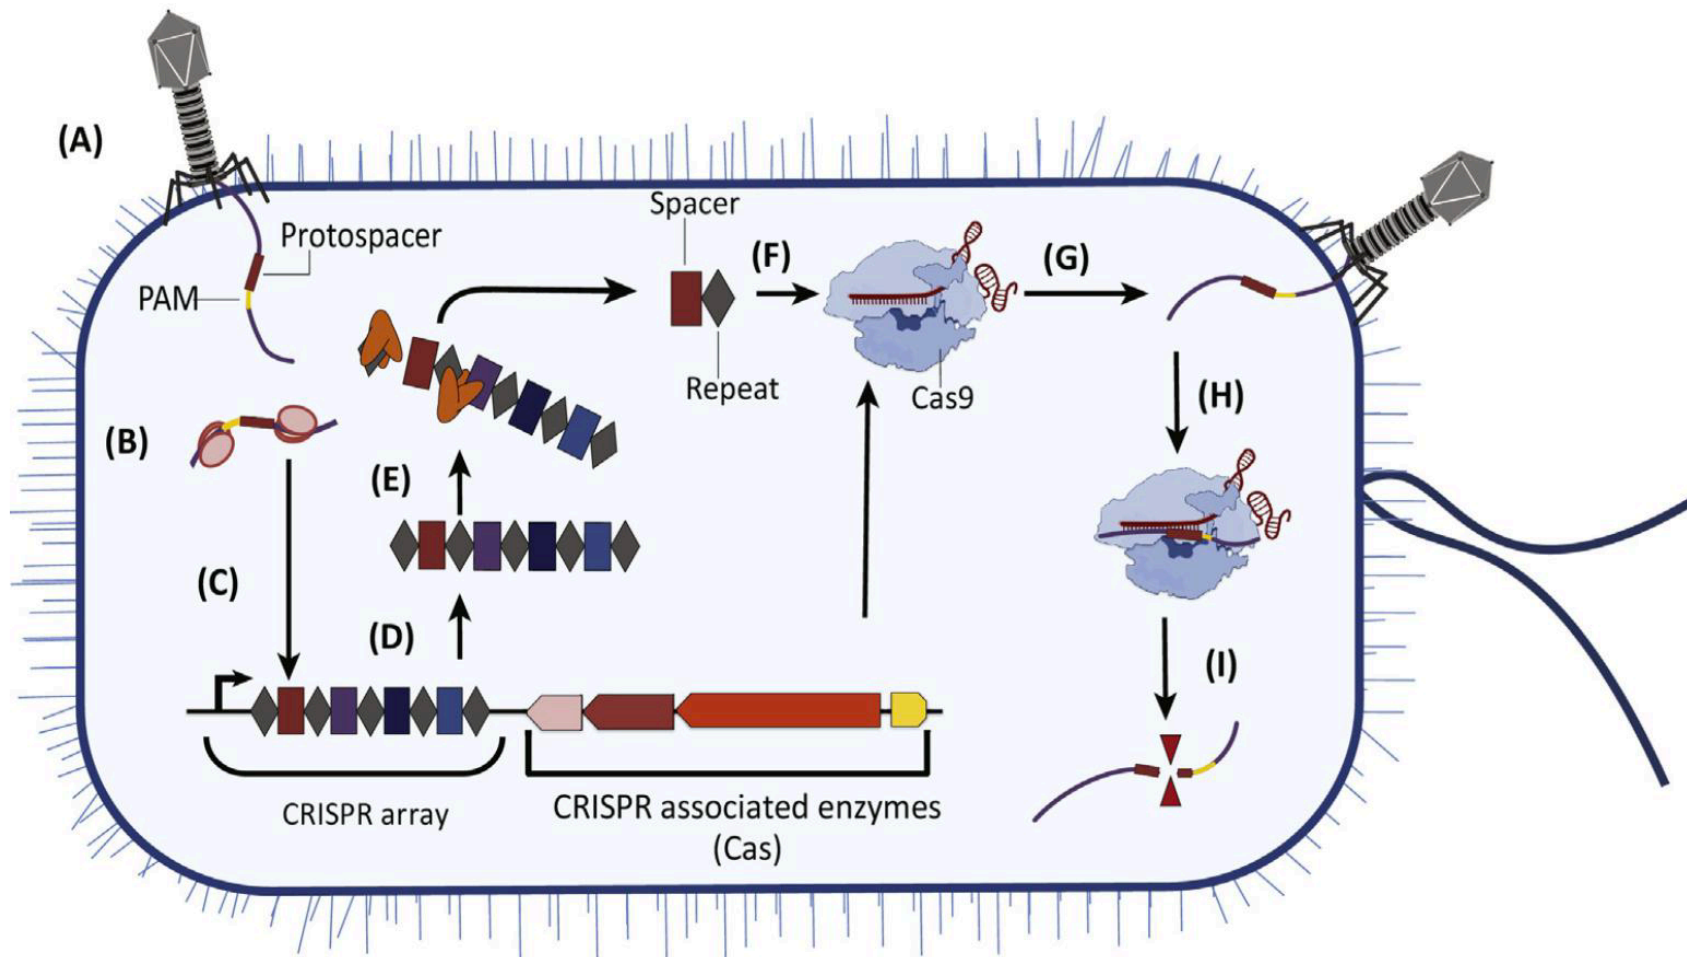 (A)
Protospacer
PAM
(B)
(C)
(D)
(E)
Spacer
Repeat
(F)
Cas9
(G)
(H)
(I)
CRISPR array
CRISPR associated enzymes
(Cas)